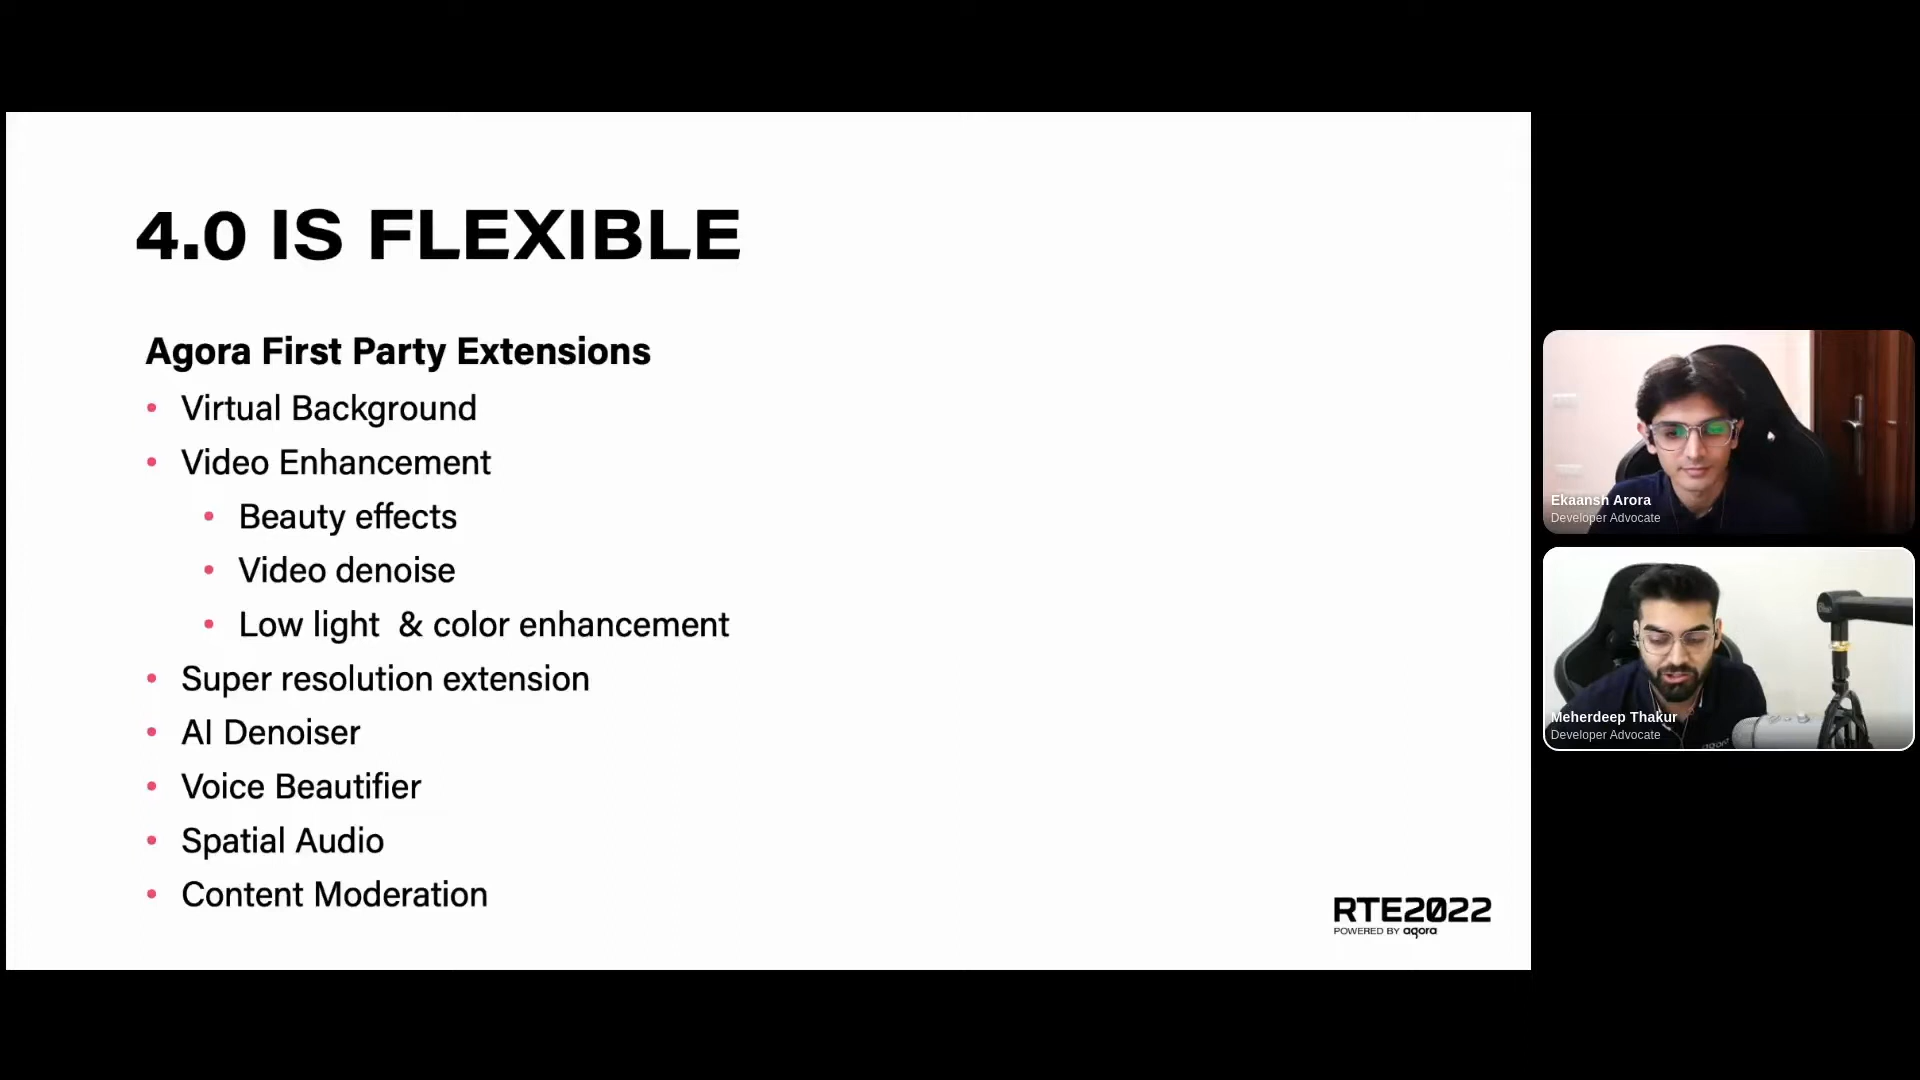 4.0 IS FLEXIBLE
Agora First Party Extensions
• Virtual Background
• Video Enhancement
• Beauty effects
• Video denoise
• Low light & color enhancement
• Super resolution extension
• AI Denoiser
• Voice Beautifier
• Spatial Audio
• Content Moderation
RTE2022
POWERED BY agora
Ekaansh Arora
Developer Advocate
Meherdeep Thakur
Developer Advocate